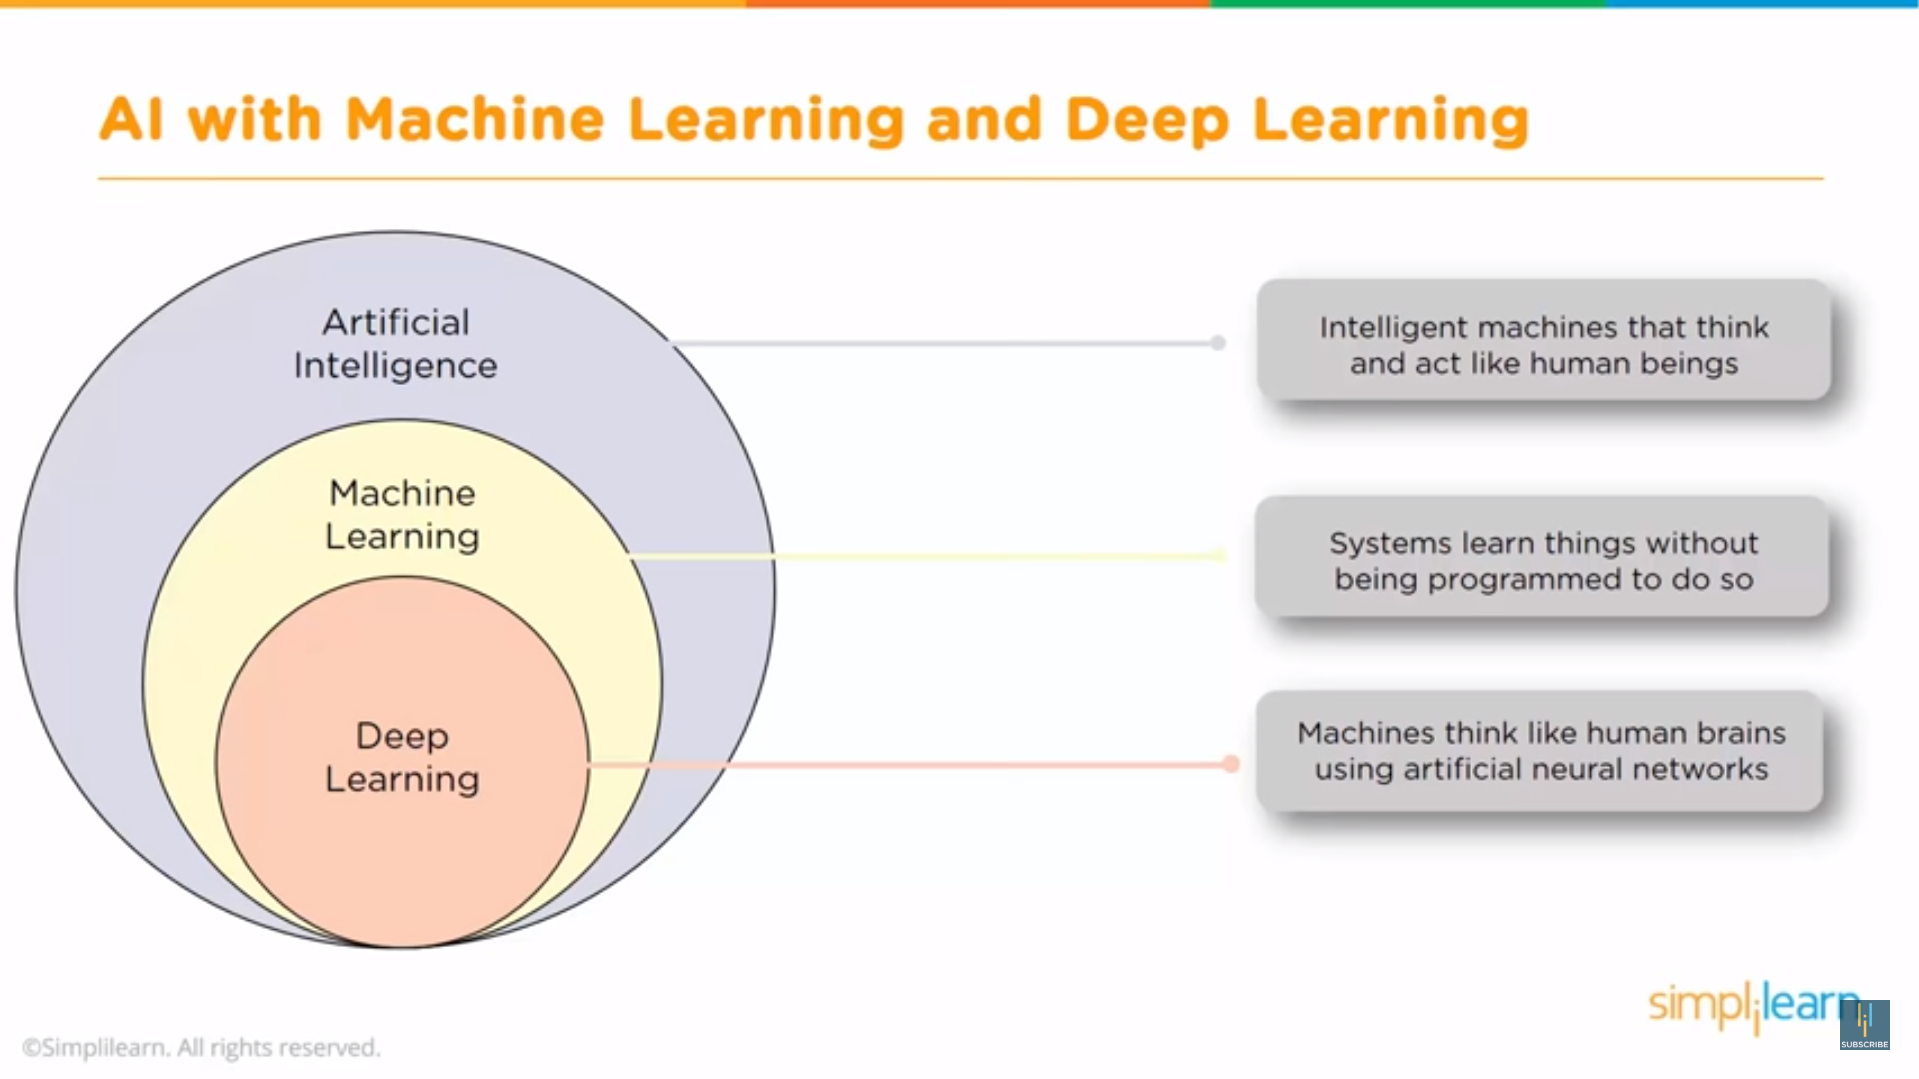 AI with Machine Learning and Deep Learning
Artificial
Intelligence
Intelligent machines that think
and act like human beings
Machine
Learning
Systems learn things without
being programmed to do so
Deep
Learning
Machines think like human brains
using artificial neural networks
simplilearn
SUBSCRIBE
©Simplilearn. All rights reserved.